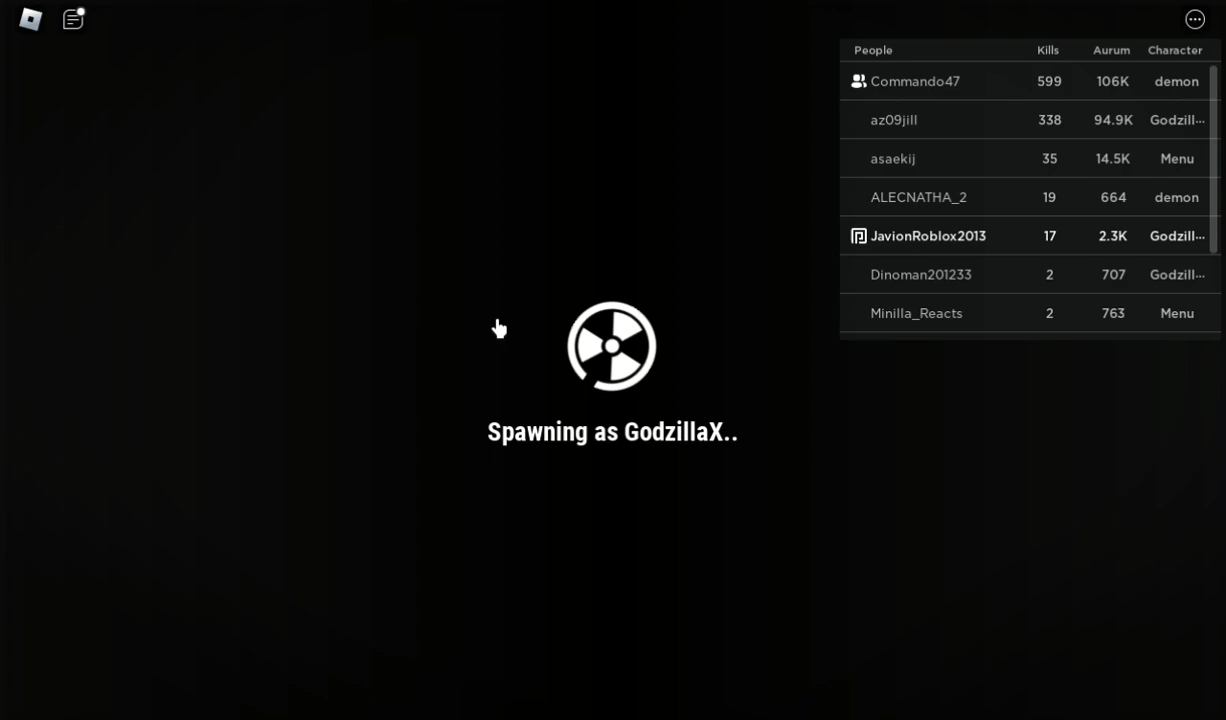 People Kills Aurum Character
Commando47 599 106K demon
az09jill 338 94.9K Godzill...
asaekij 35 14.5K Menu
ALECNATHA_2 19 664 demon
JavionRoblox2013 17 2.3K Godzill...
Dinoman201233 2 707 Godzill...
Minilla_Reacts 2 763 Menu
Spawning as GodzillaX..